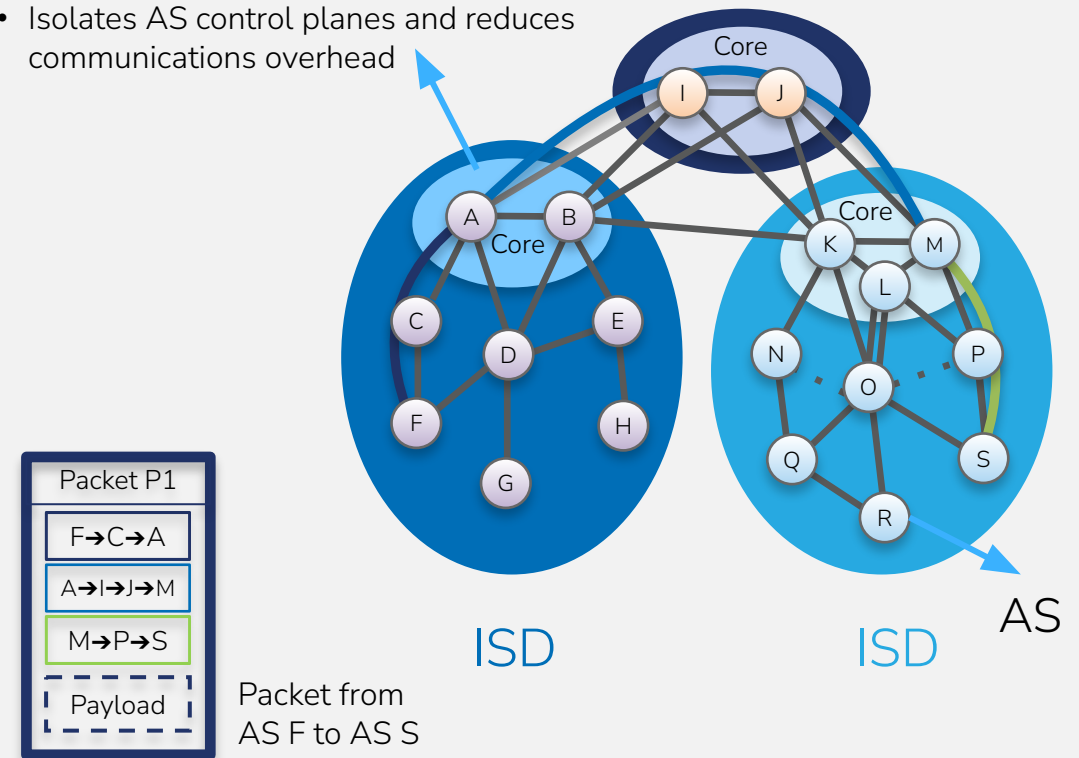 • Isolates AS control planes and reduces
communications overhead
Core
I
J
A
B
Core
Core
K
M
L
C
E
D
N
P
O
F
H
G
Q
S
R
Packet P1
F➔C➔A
A➔I➔J➔M
M➔P➔S
Payload
Packet from
AS F to AS S
ISD
ISD
AS